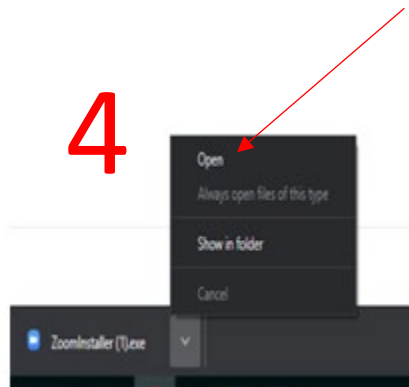 4
Open
Always open files of this type
Show in folder
Cancel
ZoomInstaller (1).exe